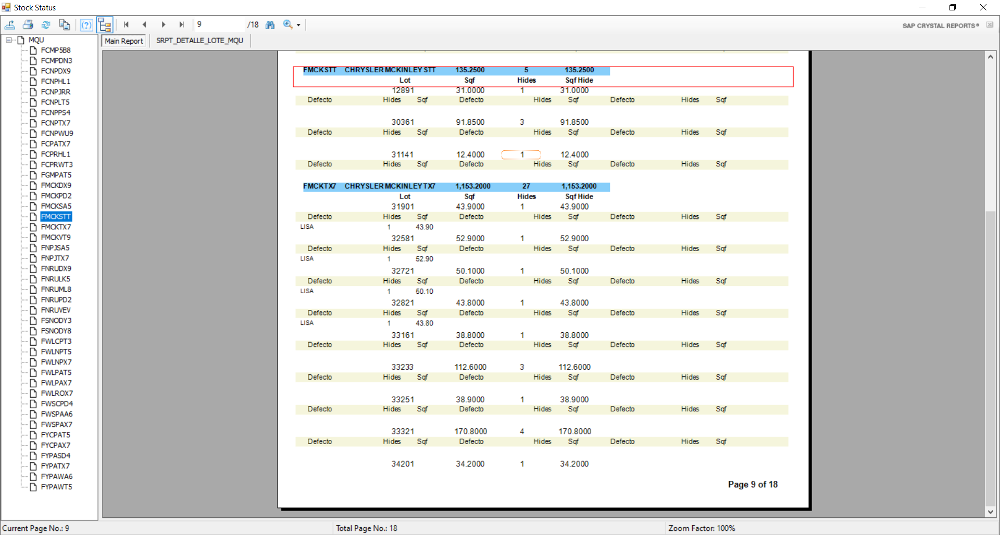 Stock Status
9 /18
SAP CRYSTAL REPORTS®
MQU
FCMP5B8
FCMPDN3
FCNPDX9
FCNPHL1
FCNPJRR
FCNPLT5
FCNPPS4
FCNPTX7
FCNPWU9
FCPATX7
FCPRHL1
FCPRWT3
FGMPAT5
FMCKDX9
FMCKPD2
FMCKSA5
FMCKSTT
FMCKTX7
FMCKVT9
FNPJSA5
FNPJTX7
FNRUDX9
FNRULK5
FNRUML8
FNRUPD2
FNRUVEV
FSNODY3
FSNODY8
FWLCPT3
FWLNPT5
FWLNPX7
FWLPAT5
FWLPAX7
FWLROX7
FWSCPD4
FWSPAA6
FWSPAX7
FYCPAT5
FYCPAX7
FYPASD4
FYPATX7
FYPAWA6
FYPAWT5
Main Report SRPT_DETALLE_LOTE_MQU
FMCKSTT CHRYSLER MCKINLEY STT 135.2500 5 135.2500
Lot Sqf Hides Sqf Hide
12891 31.0000 1 31.0000
Defecto Hides Sqf Defecto Hides Sqf Defecto Hides Sqf
30361 91.8500 3 91.8500
Defecto Hides Sqf Defecto Hides Sqf Defecto Hides Sqf
31141 12.4000 1 12.4000
Defecto Hides Sqf Defecto Hides Sqf Defecto Hides Sqf
FMCKTX7 CHRYSLER MCKINLEY TX7 1,153.2000 27 1,153.2000
Lot Sqf Hides Sqf Hide
31901 43.9000 1 43.9000
Defecto Hides Sqf Defecto Hides Sqf Defecto Hides Sqf
LISA 1 43.90
32581 52.9000 1 52.9000
Defecto Hides Sqf Defecto Hides Sqf Defecto Hides Sqf
LISA 1 52.90
32721 50.1000 1 50.1000
Defecto Hides Sqf Defecto Hides Sqf Defecto Hides Sqf
LISA 1 50.10
32821 43.8000 1 43.8000
Defecto Hides Sqf Defecto Hides Sqf Defecto Hides Sqf
LISA 1 43.80
33161 38.8000 1 38.8000
Defecto Hides Sqf Defecto Hides Sqf Defecto Hides Sqf
33233 112.6000 3 112.6000
Defecto Hides Sqf Defecto Hides Sqf Defecto Hides Sqf
33251 38.9000 1 38.9000
Defecto Hides Sqf Defecto Hides Sqf Defecto Hides Sqf
33321 170.8000 4 170.8000
Defecto Hides Sqf Defecto Hides Sqf Defecto Hides Sqf
34201 34.2000 1 34.2000
Page 9 of 18
Current Page No.: 9 Total Page No.: 18 Zoom Factor: 100%